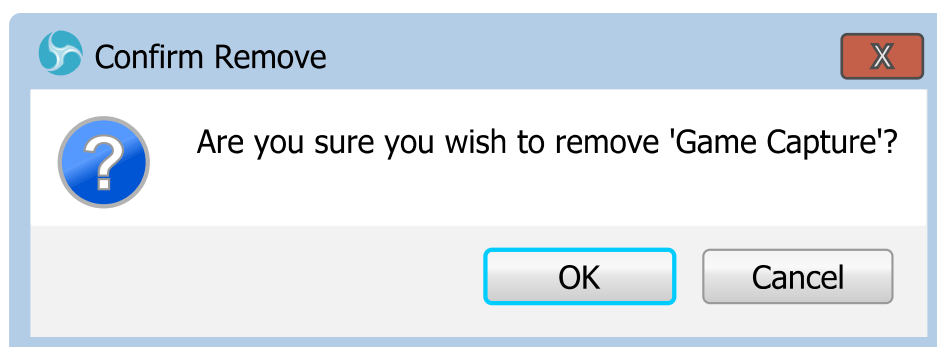 Confirm Remove
X
Are you sure you wish to remove 'Game Capture'?
OK
Cancel